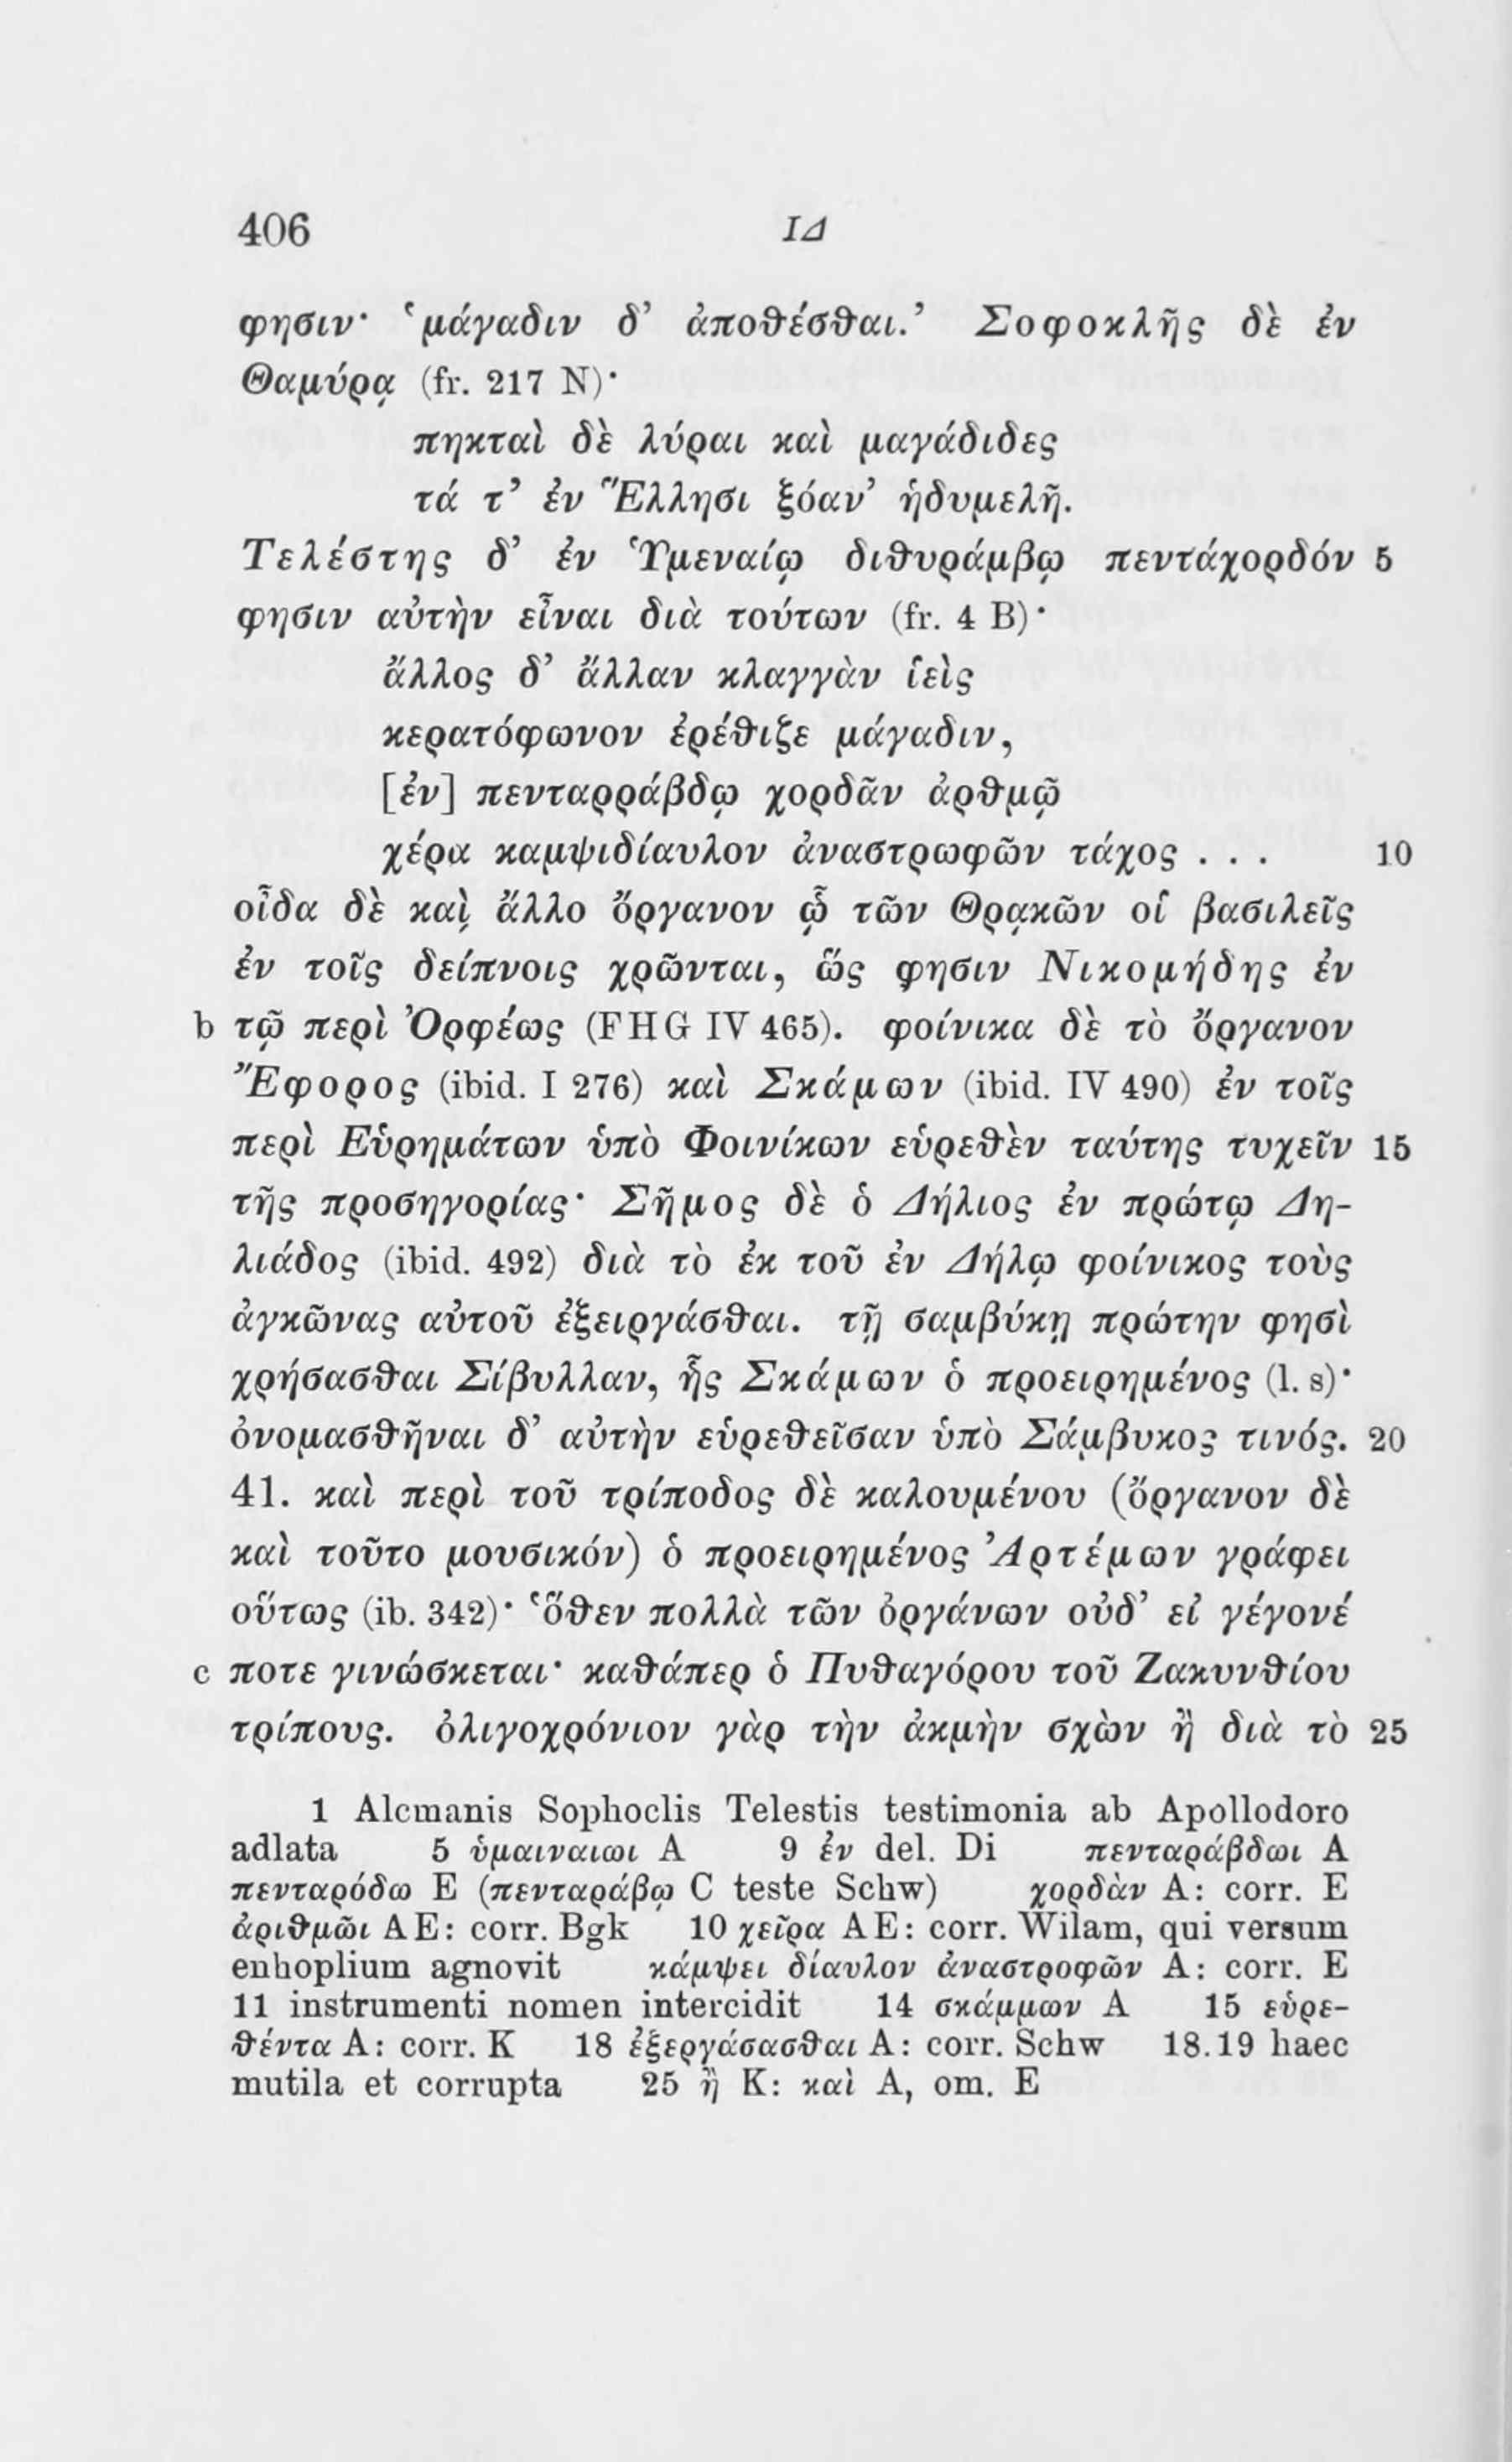 406 ΙΔ
φησιν· ‘μάγαδιν δ’ ἀποθέσθαι.’ Σοφοκλῆς δὲ ἐν
Θαμύρᾳ (fr. 217 N)·
πηκταὶ δὲ λύραι καὶ μαγάδιδες
τά τ’ ἐν Ἕλλησι ξόαν’ ἡδυμελῆ.
Τελέστης δ’ ἐν Ὑμεναίῳ διθυράμβῳ πεντάχορδόν 5
φησιν αὐτὴν εἶναι διὰ τούτων (fr. 4 B)·
ἄλλος δ’ ἄλλαν κλαγγὰν ἱεὶς
κερατόφωνον ἐρέθιζε μάγαδιν,
[ἐν] πενταρράβδῳ χορδᾶν ἀρθμῷ
χέρα καμψιδίαυλον ἀναστρωφῶν τάχος . . . 10
οἶδα δὲ καὶ ἄλλο ὄργανον ᾧ τῶν Θρᾳκῶν οἱ βασιλεῖς
ἐν τοῖς δείπνοις χρῶνται, ὥς φησιν Νικομήδης ἐν
b τῷ περὶ Ὀρφέως (FHG IV 465). φοίνικα δὲ τὸ ὄργανον
Ἔφορος (ibid. I 276) καὶ Σκάμων (ibid. IV 490) ἐν τοῖς
περὶ Εὑρημάτων ὑπὸ Φοινίκων εὑρεθὲν ταύτης τυχεῖν 15
τῆς προσηγορίας· Σῆμος δὲ ὁ Δήλιος ἐν πρώτῳ Δη-
λιάδος (ibid. 492) διὰ τὸ ἐκ τοῦ ἐν Δήλῳ φοίνικος τοὺς
ἀγκῶνας αὐτοῦ ἐξειργάσθαι. τῇ σαμβύκῃ πρώτην φησὶ
χρήσασθαι Σίβυλλαν, ἧς Σκάμων ὁ προειρημένος (l. s)·
ὀνομασθῆναι δ’ αὐτὴν εὑρεθεῖσαν ὑπὸ Σάμβυκος τινός. 20
41. καὶ περὶ τοῦ τρίποδος δὲ καλουμένου (ὄργανον δὲ
καὶ τοῦτο μουσικόν) ὁ προειρημένος Ἀρτέμων γράφει
οὕτως (ib. 342)· ‘ὅθεν πολλὰ τῶν ὀργάνων οὐδ’ εἰ γέγονέ
c ποτε γινώσκεται· καθάπερ ὁ Πυθαγόρου τοῦ Ζακυνθίου
τρίπους. ὀλιγοχρόνιον γὰρ τὴν ἀκμὴν σχὼν ἢ διὰ τὸ 25
1 Alcmanis Sophoclis Telestis testimonia ab Apollodoro
adlata 5 ὑμαιναιωι A 9 ἐν del. Di πενταράβδωι A
πενταρόδω E (πενταράβῳ C teste Schw) χορδὰν A: corr. E
ἀριθμῶι AE: corr. Bgk 10 χεῖρα AE: corr. Wilam, qui versum
enhoplium agnovit κάμψει δίαυλον ἀναστροφῶν A: corr. E
11 instrumenti nomen intercidit 14 σκάμμων A 15 εὑρε-
θέντα A: corr. K 18 ἐξεργάσασθαι A: corr. Schw 18.19 haec
mutila et corrupta 25 ἢ K: καὶ A, om. E